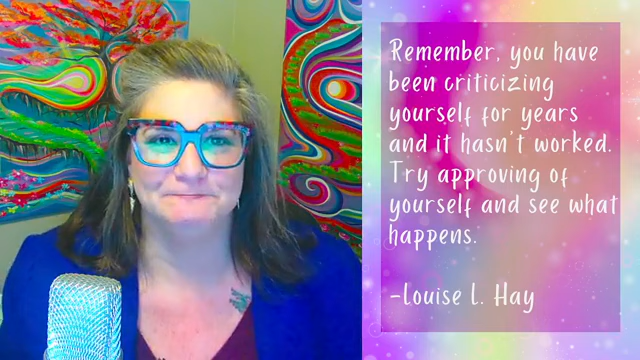 Remember, you have
been criticizing
yourself for years
and it hasn't worked.
Try approving of
yourself and see what
happens.
-Louise L. Hay